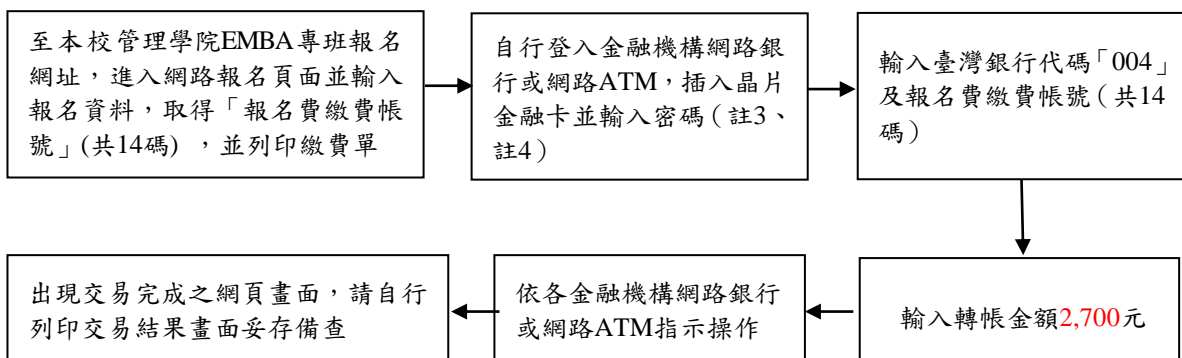 至本校管理學院EMBA專班報名
網址，進入網路報名頁面並輸入
報名資料，取得「報名費繳費帳
號」(共14碼) ，並列印繳費單
自行登入金融機構網路銀
行或網路ATM，插入晶片
金融卡並輸入密碼（註3、
註4）
輸入臺灣銀行代碼「004」
及報名費繳費帳號（共14
碼）
輸入轉帳金額2,700元
依各金融機構網路銀行
或網路ATM指示操作
出現交易完成之網頁畫面，請自行
列印交易結果畫面妥存備查